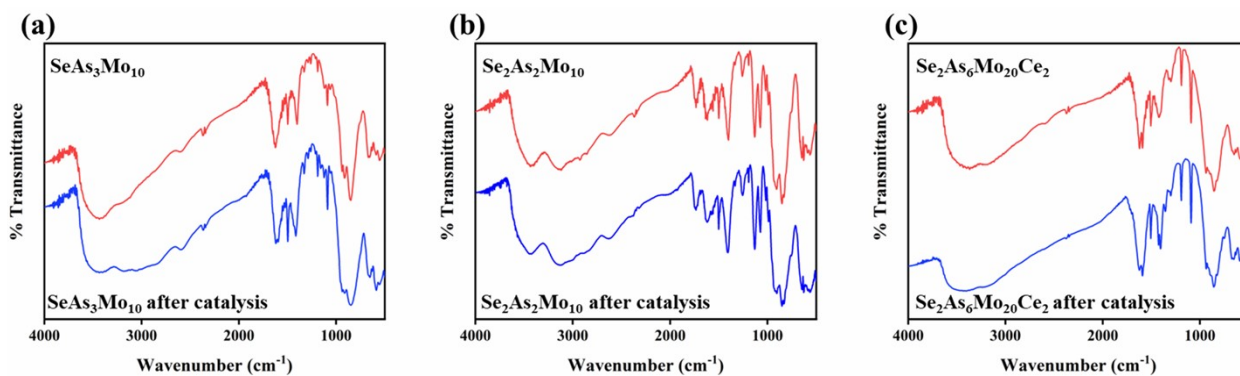 (a)
SeAs₃Mo₁₀
% Transmittance
SeAs₃Mo₁₀ after catalysis
4000 3000 2000 1000
Wavenumber (cm⁻¹)
(b)
Se₂As₂Mo₁₀
% Transmittance
Se₂As₂Mo₁₀ after catalysis
4000 3000 2000 1000
Wavenumber (cm⁻¹)
(c)
Se₂As₆Mo₂₀Ce₂
% Transmittance
Se₂As₆Mo₂₀Ce₂ after catalysis
4000 3000 2000 1000
Wavenumber (cm⁻¹)